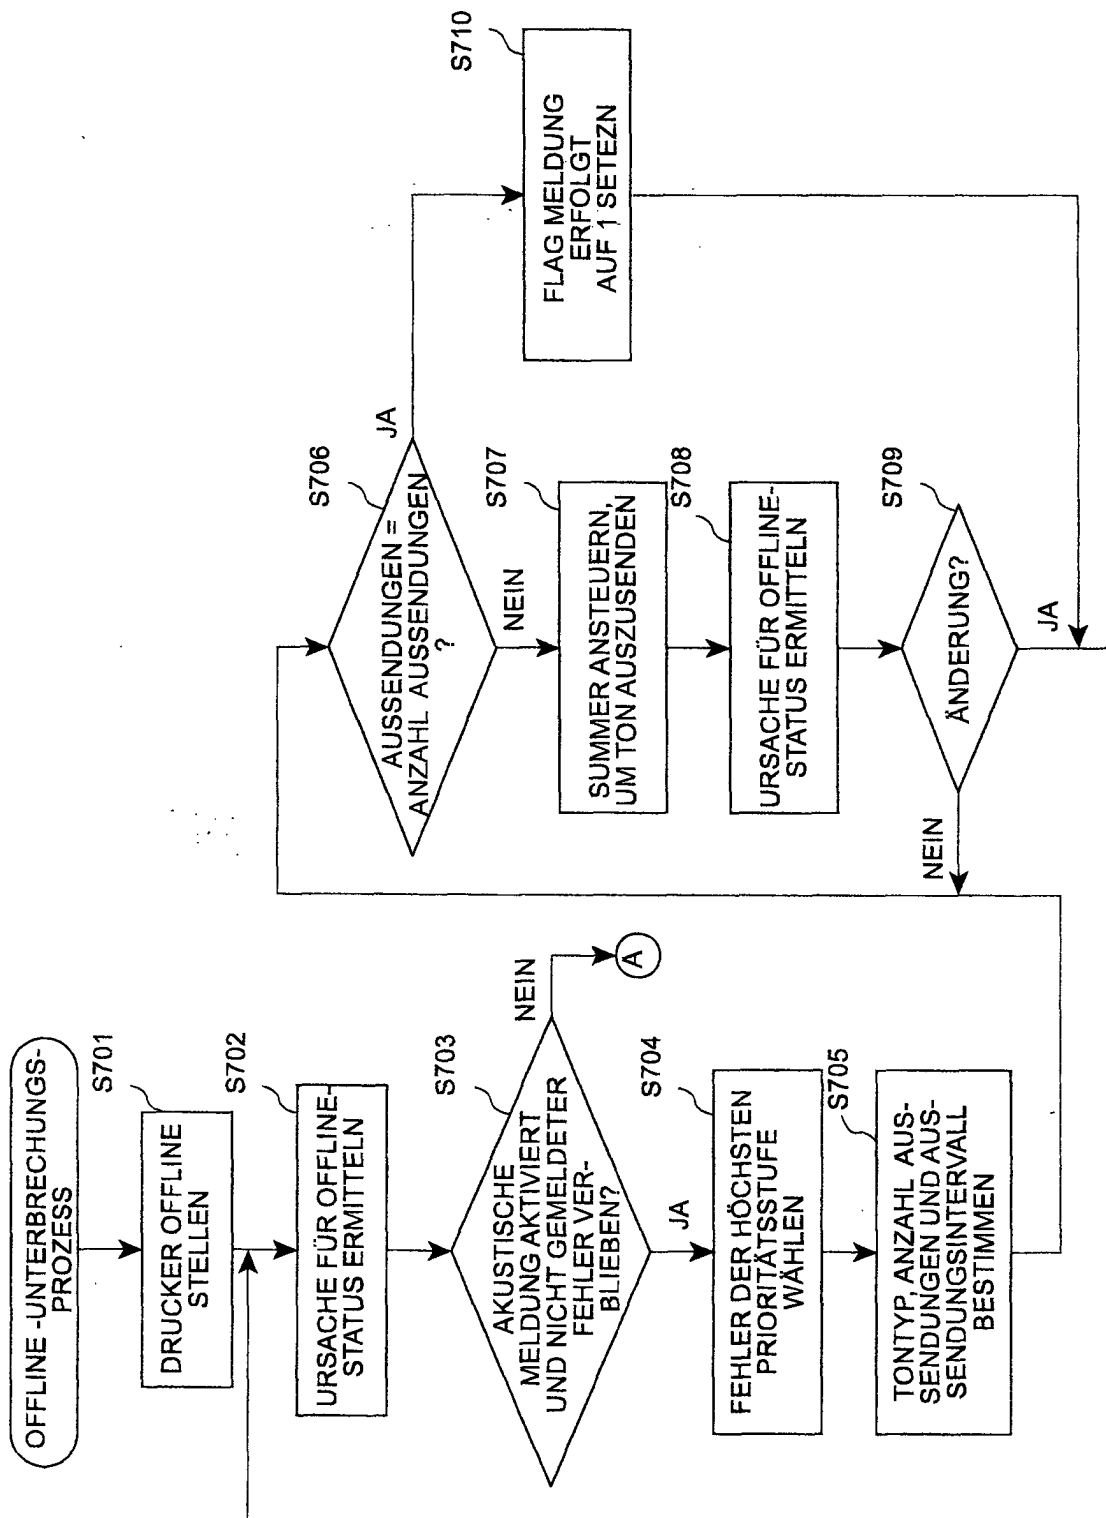 OFFLINE -UNTERBRECHUNGS-
PROZESS
S701
DRUCKER OFFLINE
STELLEN
S702
URSACHE FÜR OFFLINE-
STATUS ERMITTELN
S703
AKUSTISCHE
MELDUNG AKTIVIERT
UND NICHT GEMELDETER
FEHLER VER-
BLIEBEN?
NEIN
A
JA
S704
FEHLER DER HÖCHSTEN
PRIORITÄTSSTUFE
WÄHLEN
S705
TONTYP, ANZAHL AUS-
SENDUNGEN UND AUS-
SENDUNGSINTERVALL
BESTIMMEN
S706
AUSSENDUNGEN =
ANZAHL AUSSENDUNGEN
?
JA
NEIN
S707
SUMMER ANSTEUERN,
UM TON AUSZUSENDEN
S708
URSACHE FÜR OFFLINE-
STATUS ERMITTELN
S709
ÄNDERUNG?
NEIN
JA
S710
FLAG MELDUNG
ERFOLGT
AUF 1 SETEZN